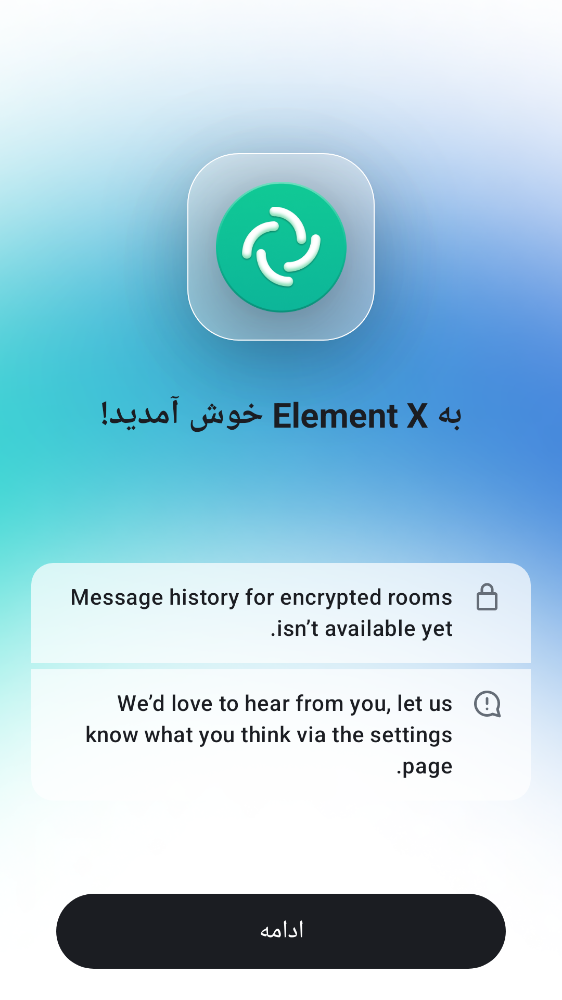 به Element X خوش آمدید!
Message history for encrypted rooms
isn’t available yet.
We’d love to hear from you, let us
know what you think via the settings
page.
ادامه